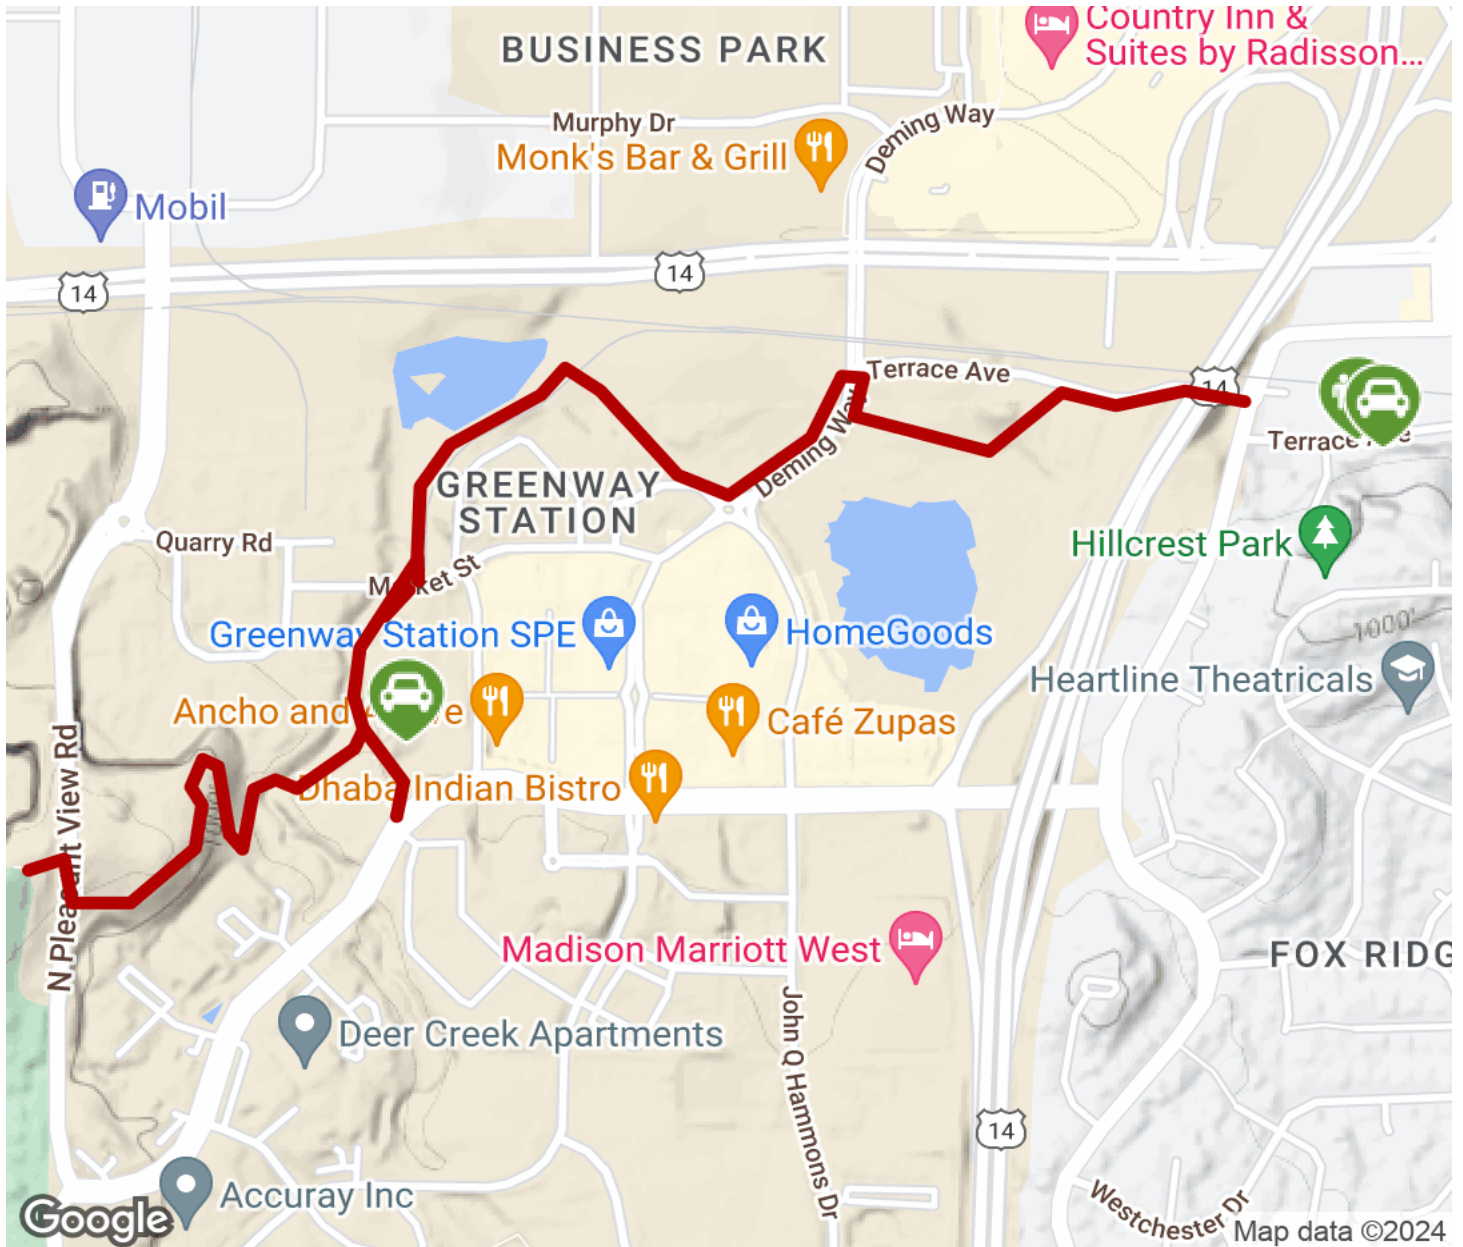 Country Inn &
Suites by Radisson...
BUSINESS PARK
Murphy Dr
Deming Way
Monk's Bar & Grill
Mobil
14
14
Terrace Ave
14
Deming Way
Terrace Ave
GREENWAY
STATION
Quarry Rd
Hillcrest Park
Market St
1000'
Greenway Station SPE
HomeGoods
Heartline Theatricals
Ancho and Agave
Café Zupas
N Pleasant View Rd
Dhaba Indian Bistro
Madison Marriott West
FOX RIDG
John Q Hammons Dr
Deer Creek Apartments
14
Accuray Inc
Westchester Dr
Google
Map data ©2024